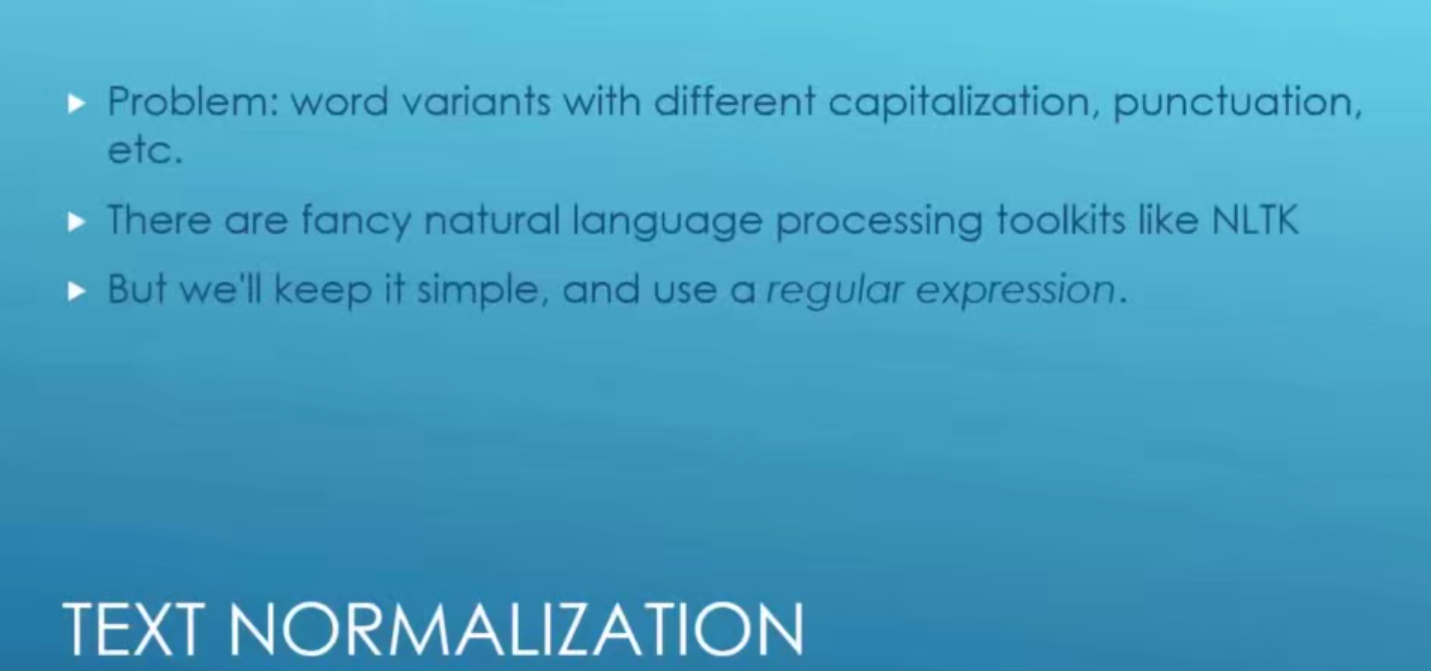 Problem: word variants with different capitalization, punctuation,
etc.
There are fancy natural language processing toolkits like NLTK
But we'll keep it simple, and use a regular expression.
TEXT NORMALIZATION